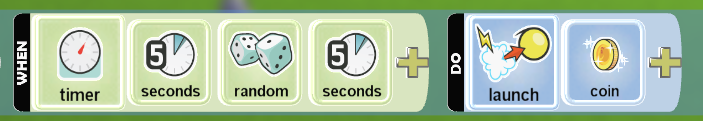 WHEN
timer
5
seconds
random
5
seconds
DO
launch
coin